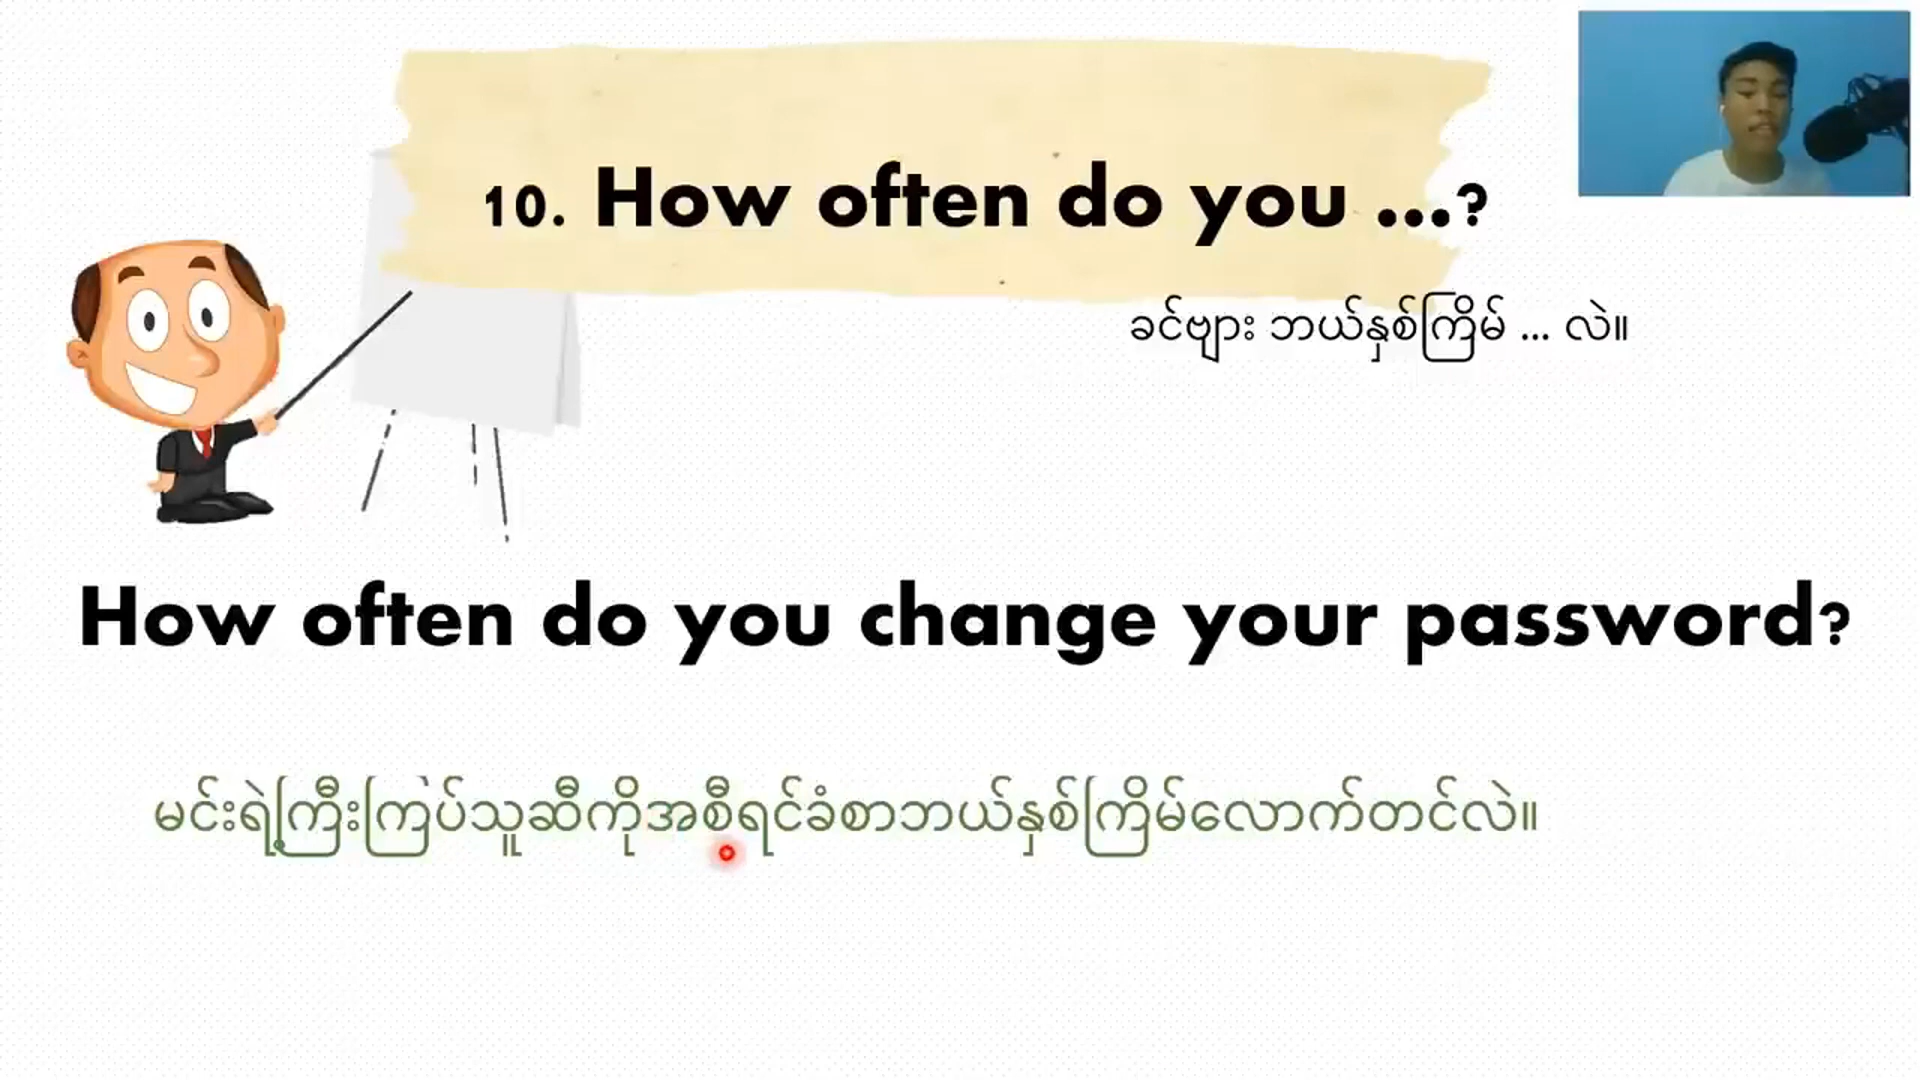 10. How often do you ...?
ခင်ဗျား ဘယ်နှစ်ကြိမ် ... လဲ။
How often do you change your password?
မင်းရဲ့ကြီးကြပ်သူဆီကိုအစီရင်ခံစာဘယ်နှစ်ကြိမ်လောက်တင်လဲ။